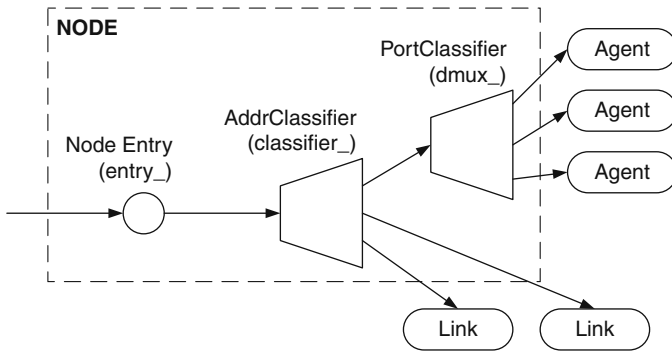 NODE
PortClassifier
(dmux_)
Agent
Agent
Agent
AddrClassifier
(classifier_)
Node Entry
(entry_)
Link
Link